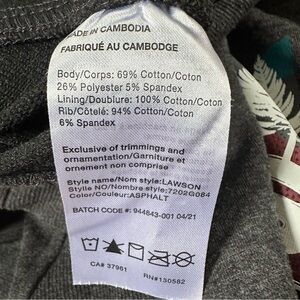 MADE IN CAMBODIA
FABRIQUÉ AU CAMBODGE
Body/Corps: 69% Cotton/Coton
26% Polyester 5% Spandex
Lining/Doublure: 100% Cotton/Coton
Rib/Côtelé: 94% Cotton/Coton
6% Spandex
Exclusive of trimmings and
ornamentation/Garniture et
ornement non comprise
Style name/Nom style:LAWSON
Style NO/Nombre style:7202G084
Color/Couleur:ASPHALT
BATCH CODE #: 944843-001 04/21
CA# 37961 RN#130582